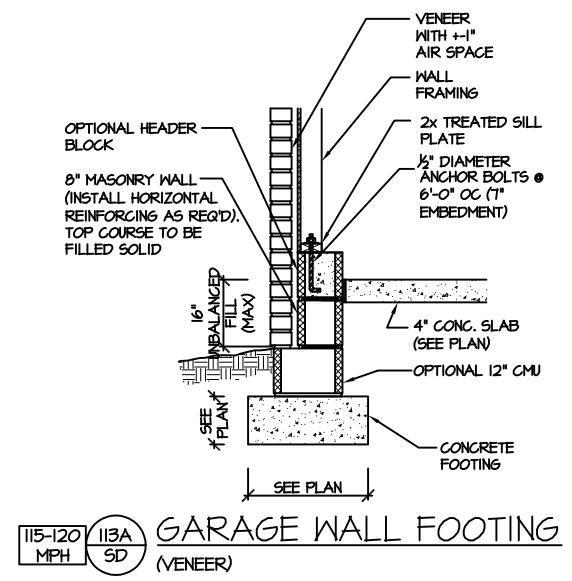 VENEER
WITH +-1"
AIR SPACE
WALL
FRAMING
2x TREATED SILL
PLATE
½" DIAMETER
ANCHOR BOLTS @
6'-0" OC (7"
EMBEDMENT)
OPTIONAL HEADER
BLOCK
8" MASONRY WALL
(INSTALL HORIZONTAL
REINFORCING AS REQ'D).
TOP COURSE TO BE
FILLED SOLID
16"
UNBALANCED
FILL
(MAX)
4" CONC. SLAB
(SEE PLAN)
OPTIONAL 12" CMU
SEE
PLAN
CONCRETE
FOOTING
SEE PLAN
115-120
MPH
113A
SD
GARAGE WALL FOOTING
(VENEER)